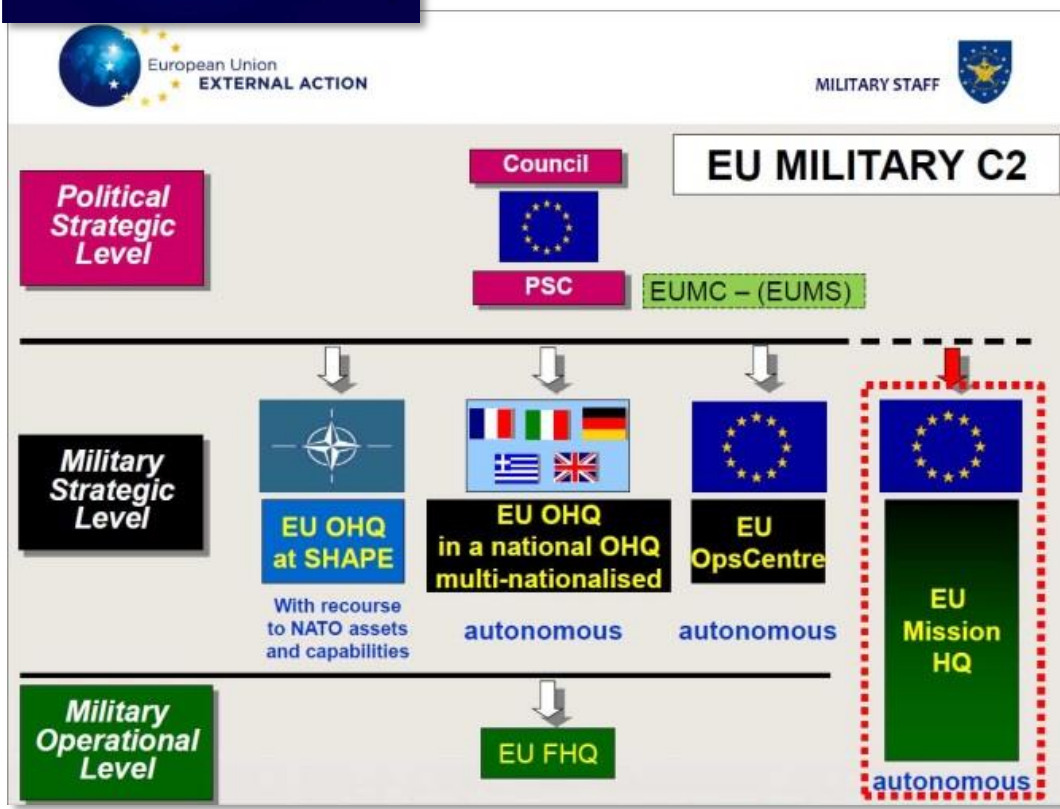 European Union
EXTERNAL ACTION
MILITARY STAFF
EU MILITARY C2
Political
Strategic
Level
Council
PSC
EUMC – (EUMS)
Military
Strategic
Level
EU OHQ
at SHAPE
With recourse
to NATO assets
and capabilities
EU OHQ
in a national OHQ
multi-nationalised
autonomous
EU
OpsCentre
autonomous
EU
Mission
HQ
autonomous
Military
Operational
Level
EU FHQ